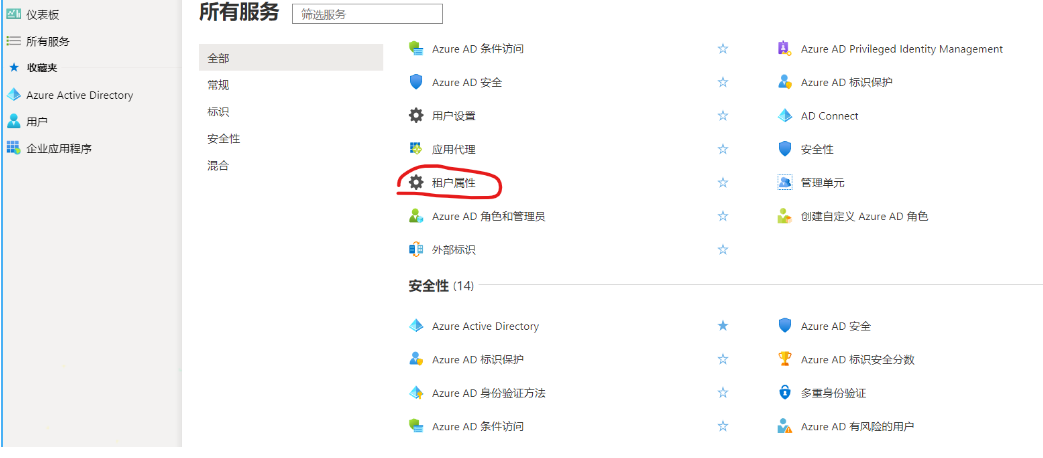 仪表板
所有服务
收藏夹
Azure Active Directory
用户
企业应用程序
所有服务
筛选服务
全部
常规
标识
安全性
混合
Azure AD 条件访问
Azure AD Privileged Identity Management
Azure AD 安全
Azure AD 标识保护
用户设置
AD Connect
应用代理
安全性
租户属性
管理单元
Azure AD 角色和管理员
创建自定义 Azure AD 角色
外部标识
安全性 (14)
Azure Active Directory
Azure AD 安全
Azure AD 标识保护
Azure AD 标识安全分数
Azure AD 身份验证方法
多重身份验证
Azure AD 条件访问
Azure AD 有风险的用户